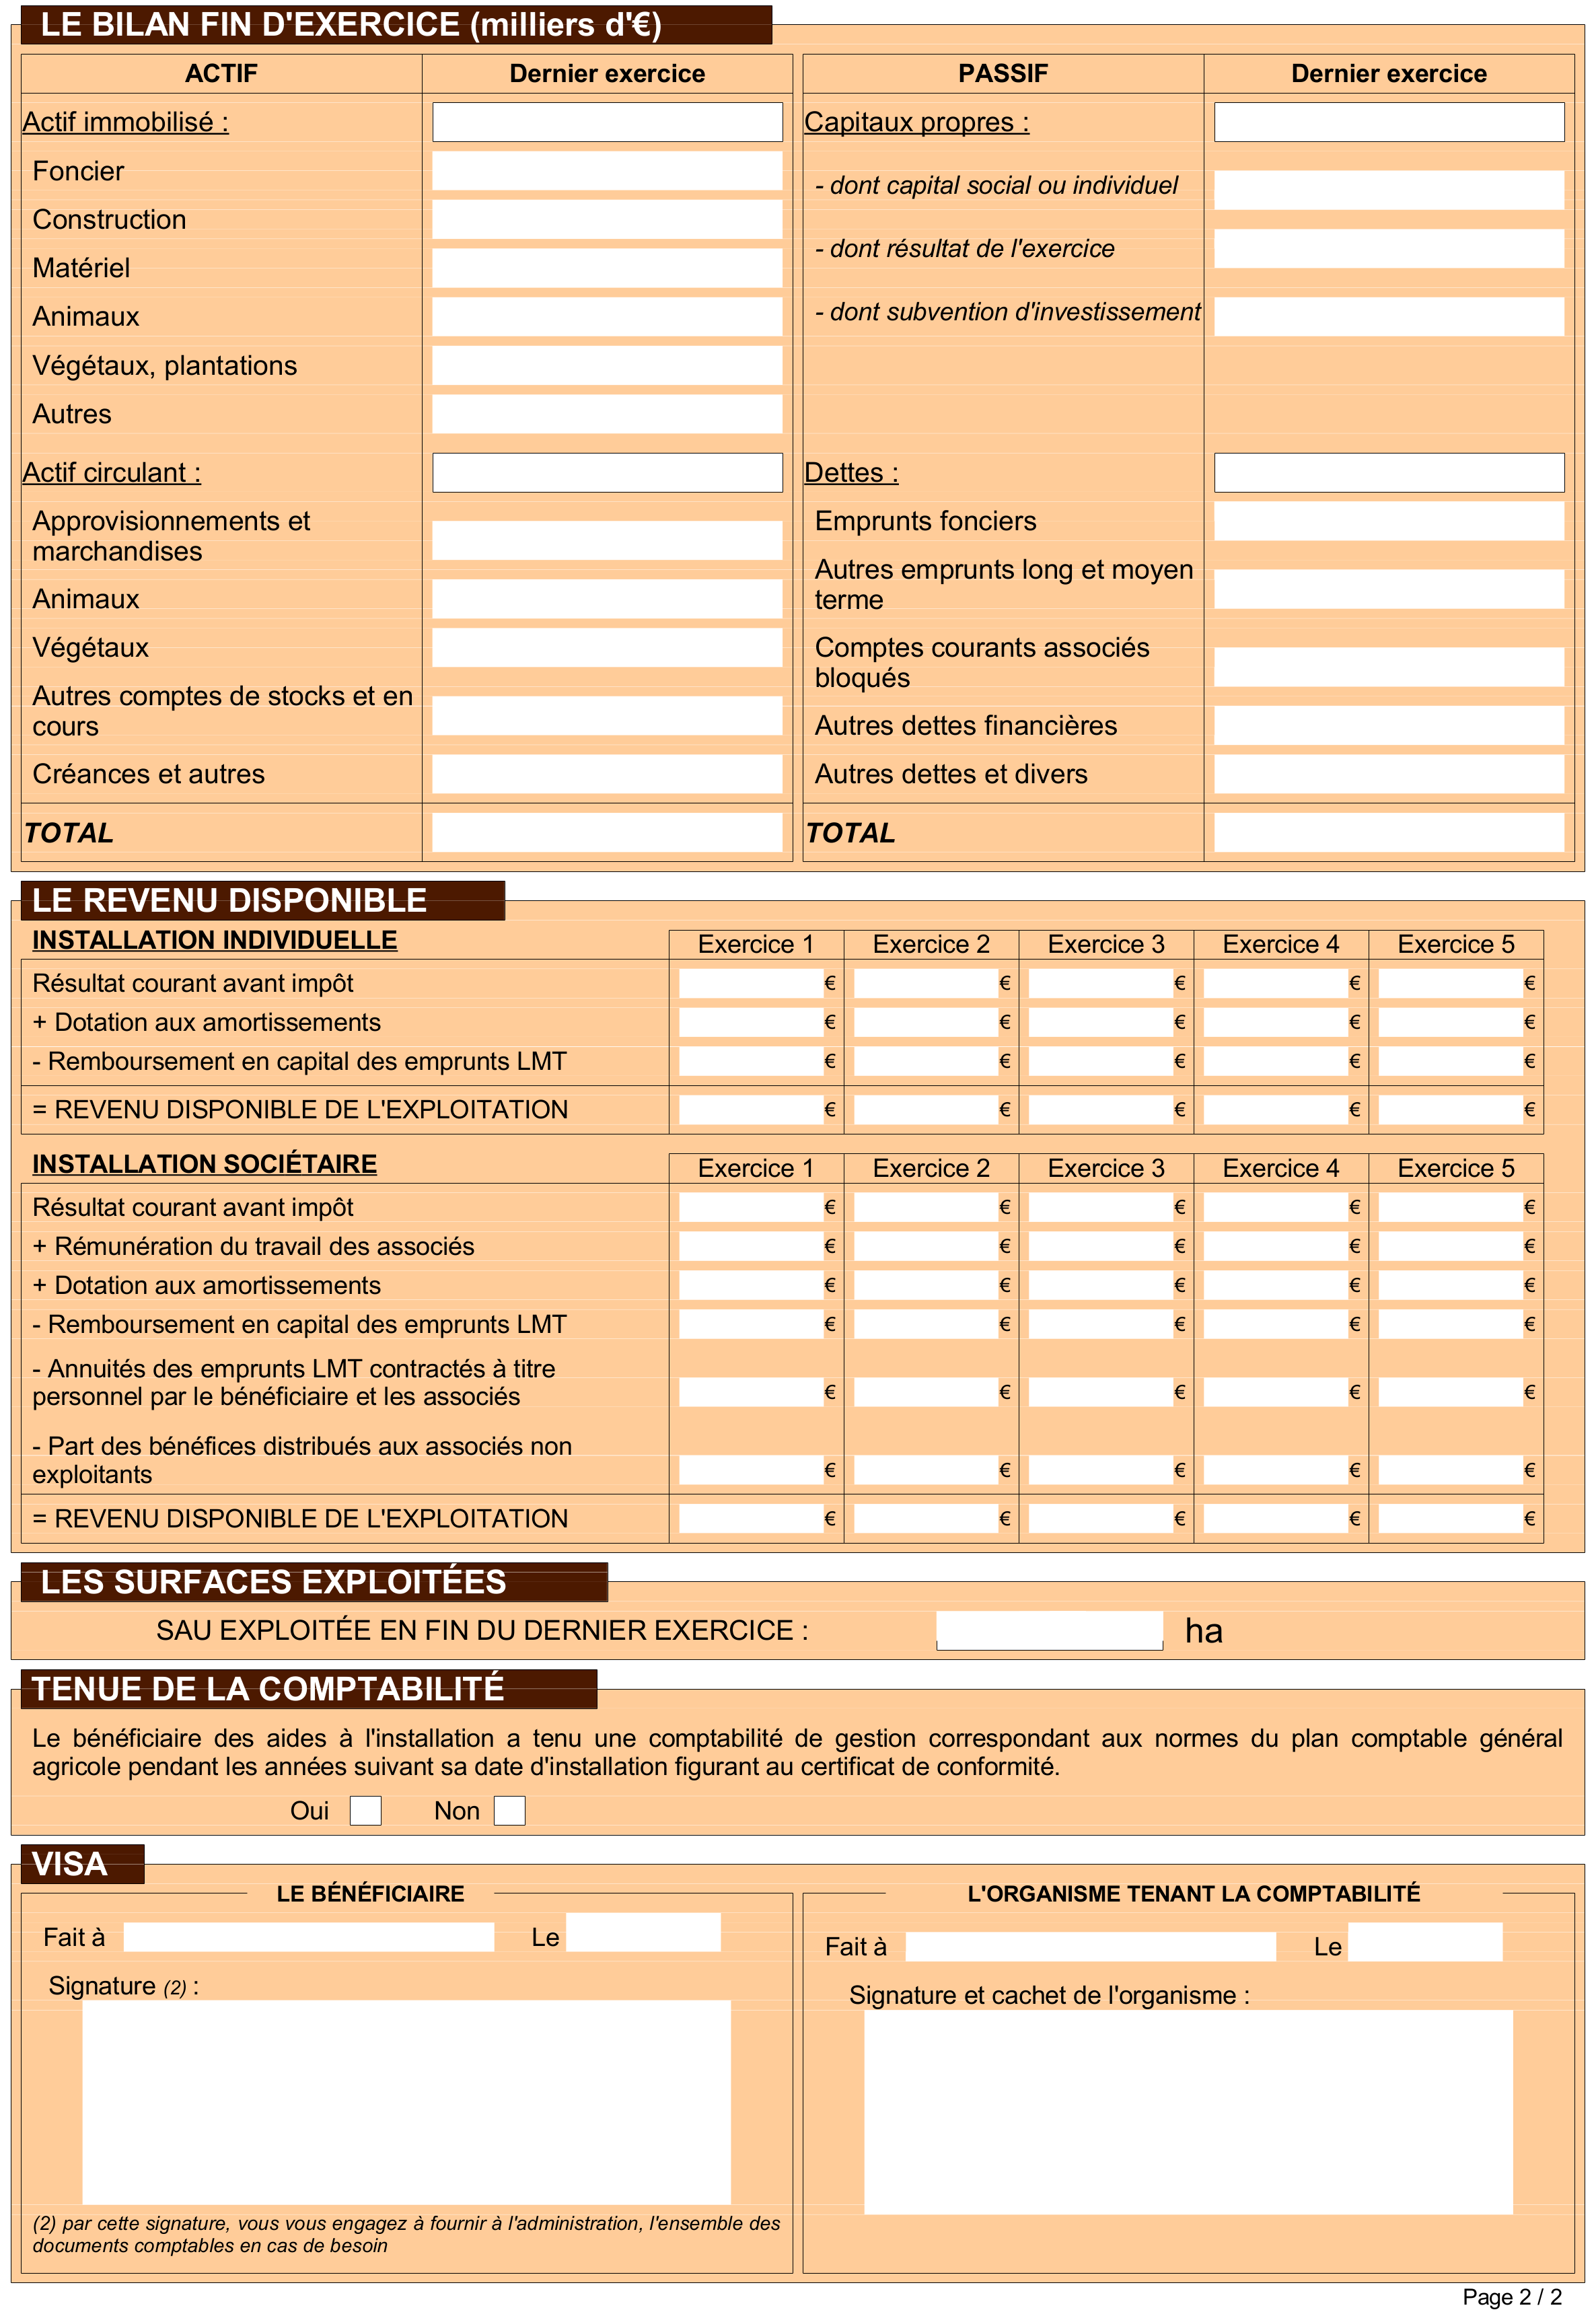 LE BILAN FIN D'EXERCICE (milliers d'€)
ACTIF Dernier exercice
Actif immobilisé :
Foncier
Construction
Matériel
Animaux
Végétaux, plantations
Autres
Actif circulant :
Approvisionnements et
marchandises
Animaux
Végétaux
Autres comptes de stocks et en
cours
Créances et autres
TOTAL
PASSIF Dernier exercice
Capitaux propres :
- dont capital social ou individuel
- dont résultat de l'exercice
- dont subvention d'investissement
Dettes :
Emprunts fonciers
Autres emprunts long et moyen
terme
Comptes courants associés
bloqués
Autres dettes financières
Autres dettes et divers
TOTAL
LE REVENU DISPONIBLE
INSTALLATION INDIVIDUELLE Exercice 1 Exercice 2 Exercice 3 Exercice 4 Exercice 5
Résultat courant avant impôt € € € € €
+ Dotation aux amortissements € € € € €
- Remboursement en capital des emprunts LMT € € € € €
= REVENU DISPONIBLE DE L'EXPLOITATION € € € € €
INSTALLATION SOCIÉTAIRE Exercice 1 Exercice 2 Exercice 3 Exercice 4 Exercice 5
Résultat courant avant impôt € € € € €
+ Rémunération du travail des associés € € € € €
+ Dotation aux amortissements € € € € €
- Remboursement en capital des emprunts LMT € € € € €
- Annuités des emprunts LMT contractés à titre
personnel par le bénéficiaire et les associés € € € € €
- Part des bénéfices distribués aux associés non
exploitants € € € € €
= REVENU DISPONIBLE DE L'EXPLOITATION € € € € €
LES SURFACES EXPLOITÉES
SAU EXPLOITÉE EN FIN DU DERNIER EXERCICE : ha
TENUE DE LA COMPTABILITÉ
Le bénéficiaire des aides à l'installation a tenu une comptabilité de gestion correspondant aux normes du plan comptable général
agricole pendant les années suivant sa date d'installation figurant au certificat de conformité.
Oui Non
VISA
LE BÉNÉFICIAIRE
Fait à Le
Signature (2) :
(2) par cette signature, vous vous engagez à fournir à l'administration, l'ensemble des
documents comptables en cas de besoin
L'ORGANISME TENANT LA COMPTABILITÉ
Fait à Le
Signature et cachet de l'organisme :
Page 2 / 2